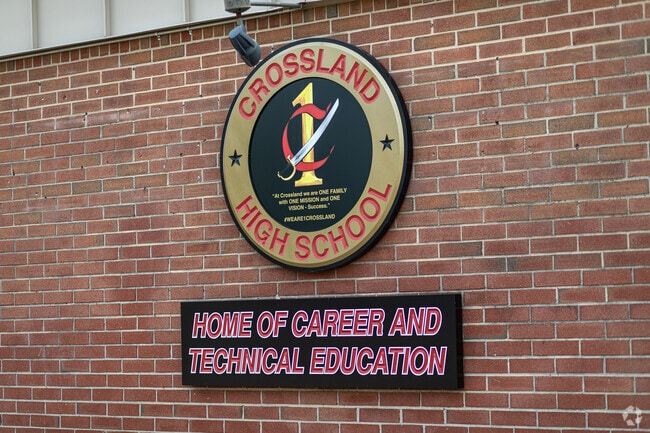 CROSSLAND
1
C
"At Crossland we are ONE FAMILY
with ONE MISSION and ONE
VISION - Success."
#WEARE1CROSSLAND
HIGH SCHOOL
HOME OF CAREER AND
TECHNICAL EDUCATION